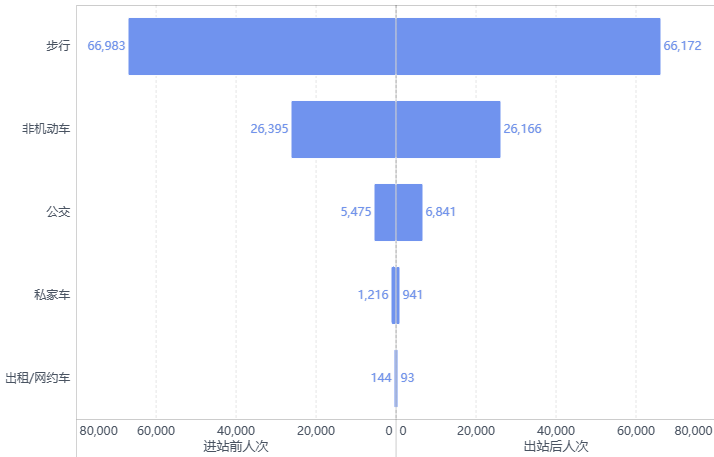 步行 66,983 66,172
非机动车 26,395 26,166
公交 5,475 6,841
私家车 1,216 941
出租/网约车 144 93
80,000 60,000 40,000 20,000 0 0 20,000 40,000 60,000 80,000
进站前人次 出站后人次